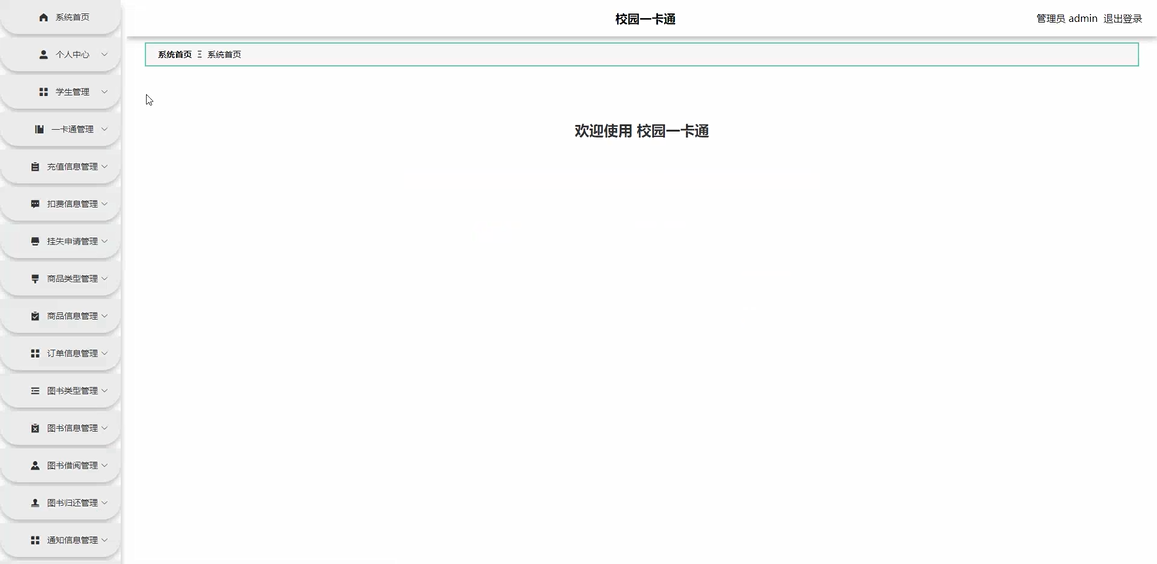 系统首页
个人中心
学生管理
一卡通管理
充值信息管理
扣费信息管理
挂失申请管理
商品类型管理
商品信息管理
订单信息管理
图书类型管理
图书信息管理
图书借阅管理
图书归还管理
通知信息管理
校园一卡通
管理员 admin 退出登录
系统首页 Ξ 系统首页
欢迎使用 校园一卡通